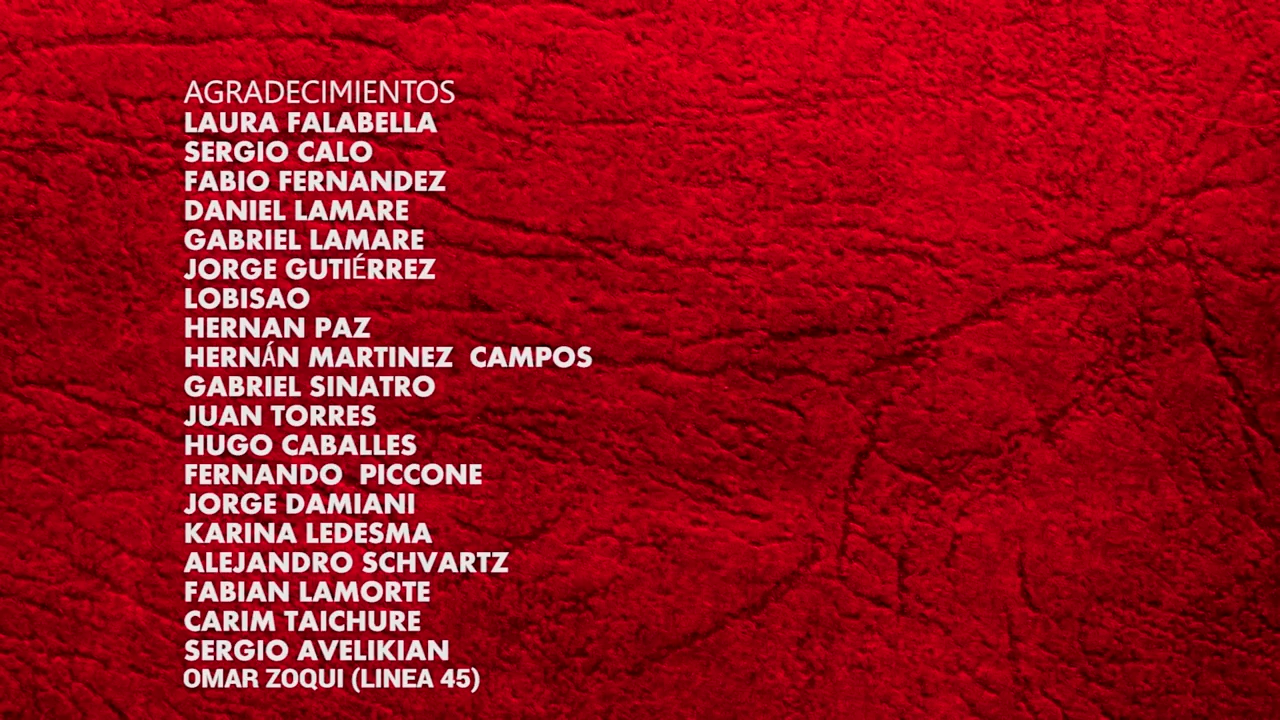 AGRADECIMIENTOS
LAURA FALABELLA
SERGIO CALO
FABIO FERNANDEZ
DANIEL LAMARE
GABRIEL LAMARE
JORGE GUTIÉRREZ
LOBISAO
HERNAN PAZ
HERNÁN MARTINEZ  CAMPOS
GABRIEL SINATRO
JUAN TORRES
HUGO CABALLES
FERNANDO  PICCONE
JORGE DAMIANI
KARINA LEDESMA
ALEJANDRO SCHVARTZ
FABIAN LAMORTE
CARIM TAICHURE
SERGIO AVELIKIAN
OMAR ZOQUI (LINEA 45)